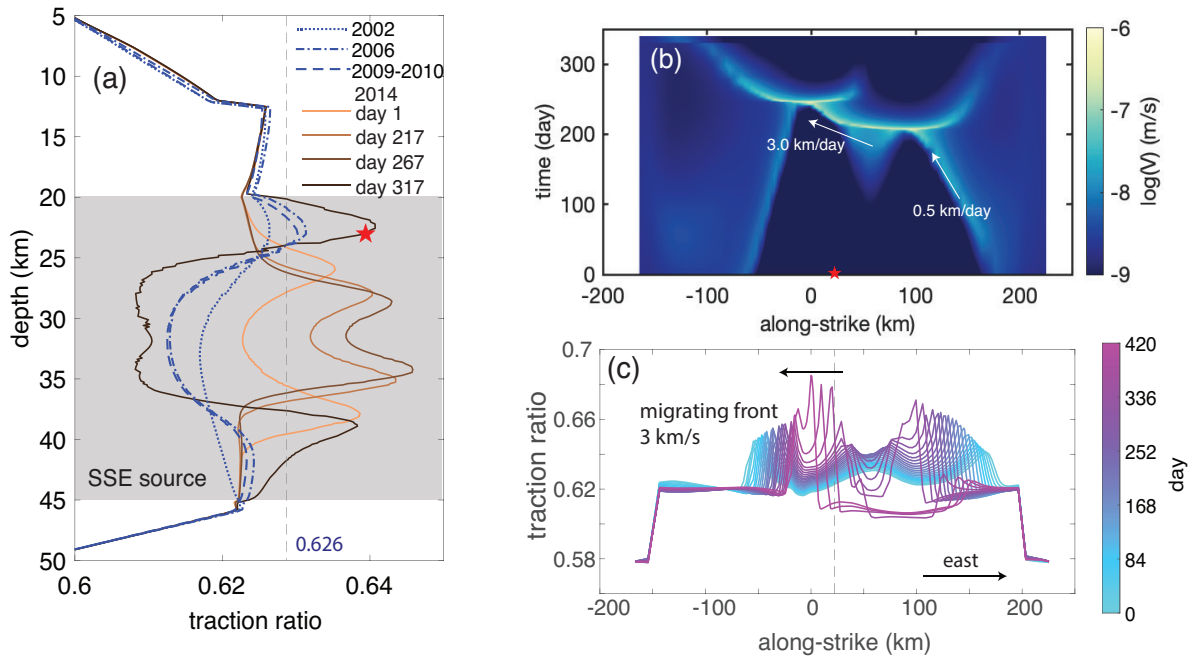 (a)
2002
2006
2009-2010
2014
day 1
day 217
day 267
day 317
5
10
15
20
25
30
35
40
45
50
depth (km)
SSE source
0.626
0.6
0.62
0.64
traction ratio
(b)
300
200
100
0
time (day)
3.0 km/day
0.5 km/day
-200
-100
0
100
200
along-strike (km)
-6
-7
-8
-9
log(V) (m/s)
(c)
0.7
0.66
0.62
0.58
traction ratio
migrating front
3 km/s
east
-200
-100
0
100
200
along-strike (km)
420
336
252
168
84
0
day